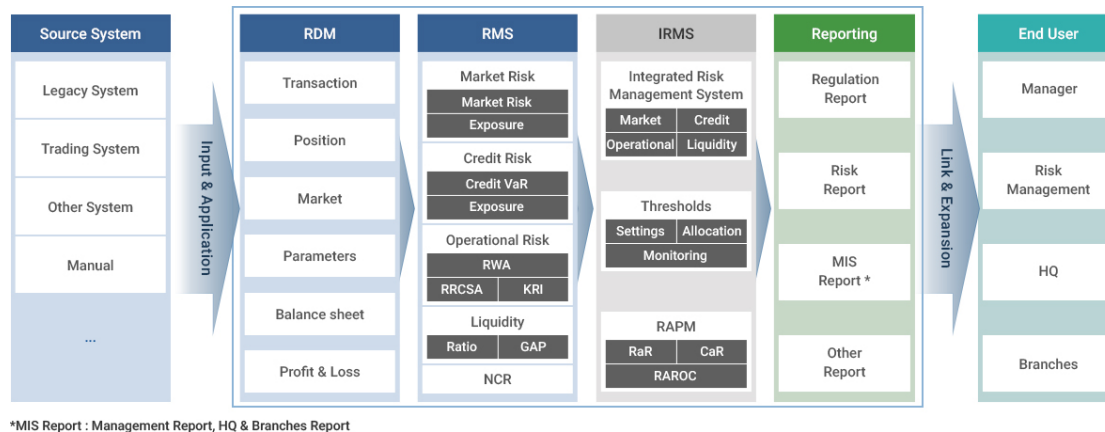 Source System
Legacy System
Trading System
Other System
Manual
...
Input & Application
RDM
Transaction
Position
Market
Parameters
Balance sheet
Profit & Loss
RMS
Market Risk
Market Risk
Exposure
Credit Risk
Credit VaR
Exposure
Operational Risk
RWA
RRCSA KRI
Liquidity
Ratio GAP
NCR
IRMS
Integrated Risk
Management System
Market Credit
Operational Liquidity
Thresholds
Settings Allocation
Monitoring
RAPM
RaR CaR
RAROC
Reporting
Regulation
Report
Risk
Report
MIS
Report *
Other
Report
Link & Expansion
End User
Manager
Risk
Management
HQ
Branches
*MIS Report : Management Report, HQ & Branches Report